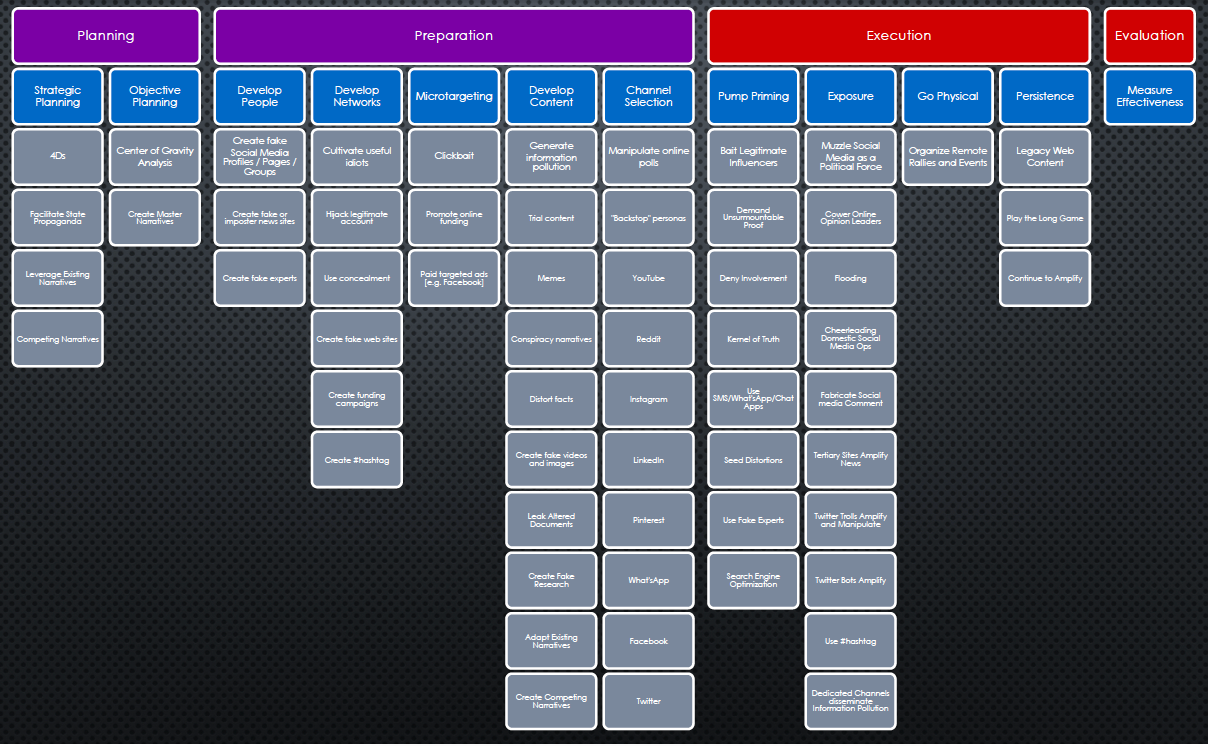 Planning
Preparation
Execution
Evaluation
Strategic
Planning
Objective
Planning
Develop
People
Develop
Networks
Microtargeting
Develop
Content
Channel
Selection
Pump Priming
Exposure
Go Physical
Persistence
Measure
Effectiveness
4Ds
Facilitate State
Propaganda
Leverage Existing
Narratives
Competing Narratives
Center of Gravity
Analysis
Create Master
Narratives
Create fake
Social Media
Profiles / Pages /
Groups
Create fake or
imposter news sites
Create fake experts
Cultivate useful
idiots
Hijack legitimate
account
Use concealment
Create fake web sites
Create funding
campaigns
Create #hashtag
Clickbait
Promote online
funding
Paid targeted ads
[e.g. Facebook]
Generate
information
pollution
Trial content
Memes
Conspiracy narratives
Distort facts
Create fake videos
and images
Leak Altered
Documents
Create Fake
Research
Adapt Existing
Narratives
Create Competing
Narratives
Manipulate online
polls
"Backstop" personas
YouTube
Reddit
Instagram
LinkedIn
Pinterest
What'sApp
Facebook
Twitter
Bait Legitimate
Influencers
Demand
Unsurmountable
Proof
Deny Involvement
Kernel of Truth
Use
SMS/What'sApp/Chat
Apps
Seed Distortions
Use Fake Experts
Search Engine
Optimization
Muzzle Social
Media as a
Political Force
Cower Online
Opinion Leaders
Flooding
Cheerleading
Domestic Social
Media Ops
Fabricate Social
media Comment
Tertiary Sites Amplify
News
Twitter Trolls Amplify
and Manipulate
Twitter Bots Amplify
Use #hashtag
Dedicated Channels
disseminate
Information Pollution
Organize Remote
Rallies and Events
Legacy Web
Content
Play the Long Game
Continue to Amplify